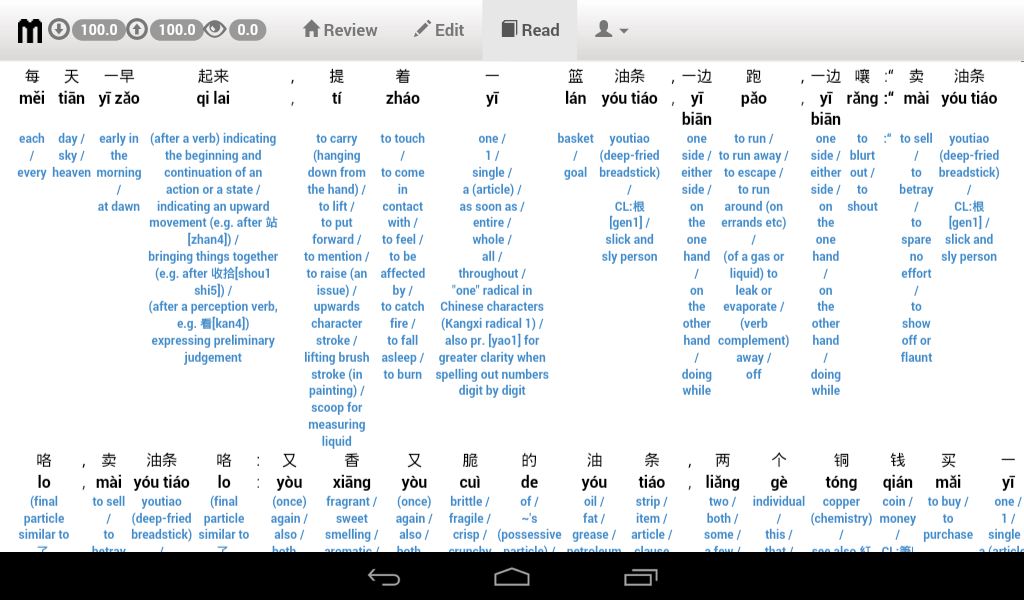 100.0
100.0
0.0
Review
Edit
Read
每 天 一早 起来 , 提 着 一 篮 油条 , 一边 跑 , 一边 嚷 :“ 卖 油条
měi tiān yī zǎo qi lai , tí zháo yī lán yóu tiáo , yī biān pǎo , yī biān rǎng :“ mài yóu tiáo
each
/
every
day /
sky /
heaven
early in
the
morning
/
at dawn
(after a verb) indicating
the beginning and
continuation of an
action or a state /
indicating an upward
movement (e.g. after 站
[zhan4]) /
bringing things together
(e.g. after 收拾[shou1
shi5]) /
(after a perception verb,
e.g. 看[kan4])
expressing preliminary
judgement
to carry
(hanging
down from
the hand) /
to lift /
to put
forward /
to mention /
to raise (an
issue) /
upwards
character
stroke /
lifting brush
stroke (in
painting) /
scoop for
measuring
liquid
to touch
/
to come
in
contact
with /
to feel /
to be
affected
by /
to catch
fire /
to fall
asleep /
to burn
one /
1 /
single /
a (article) /
as soon as /
entire /
whole /
all /
throughout /
"one" radical in
Chinese characters
(Kangxi radical 1) /
also pr. [yao1] for
greater clarity when
spelling out numbers
digit by digit
basket
/
goal
youtiao
(deep-fried
breadstick)
/
CL:根
[gen1] /
slick and
sly person
one
side /
either
side /
on
the
one
hand
/
on
the
other
hand
/
doing
while
to run /
to run away /
to escape /
to run
around (on
errands etc)
/
(of a gas or
liquid) to
leak or
evaporate /
(verb
complement)
away /
off
one
side /
either
side /
on
the
one
hand
/
on
the
other
hand
/
doing
while
to
blurt
out /
to
shout
:“
to sell
/
to
betray
/
to
spare
no
effort
/
to
show
off or
flaunt
youtiao
(deep-fried
breadstick)
/
CL:根
[gen1] /
slick and
sly person
咯 , 卖 油条 咯 : 又 香 又 脆 的 油 条 , 两 个 铜 钱 买 一
lo , mài yóu tiáo lo : yòu xiāng yòu cuì de yóu tiáo , liǎng gè tóng qián mǎi yī
(final
particle
similar to
to sell
/
to
betray
youtiao
(deep-fried
breadstick)
/
(final
particle
similar to
(once)
again /
also /
both
fragrant /
sweet
smelling /
aromatic /
(once)
again /
also /
both
brittle /
fragile /
crisp /
crunchy
of /
~'s
(possessive
particle) /
oil /
fat /
grease /
petroleum
strip /
item /
article /
clause
two /
both /
some /
a few /
individual
/
this /
that /
copper
(chemistry)
/
see also 紅
coin /
money
/
to buy /
to
purchase
one /
1 /
single